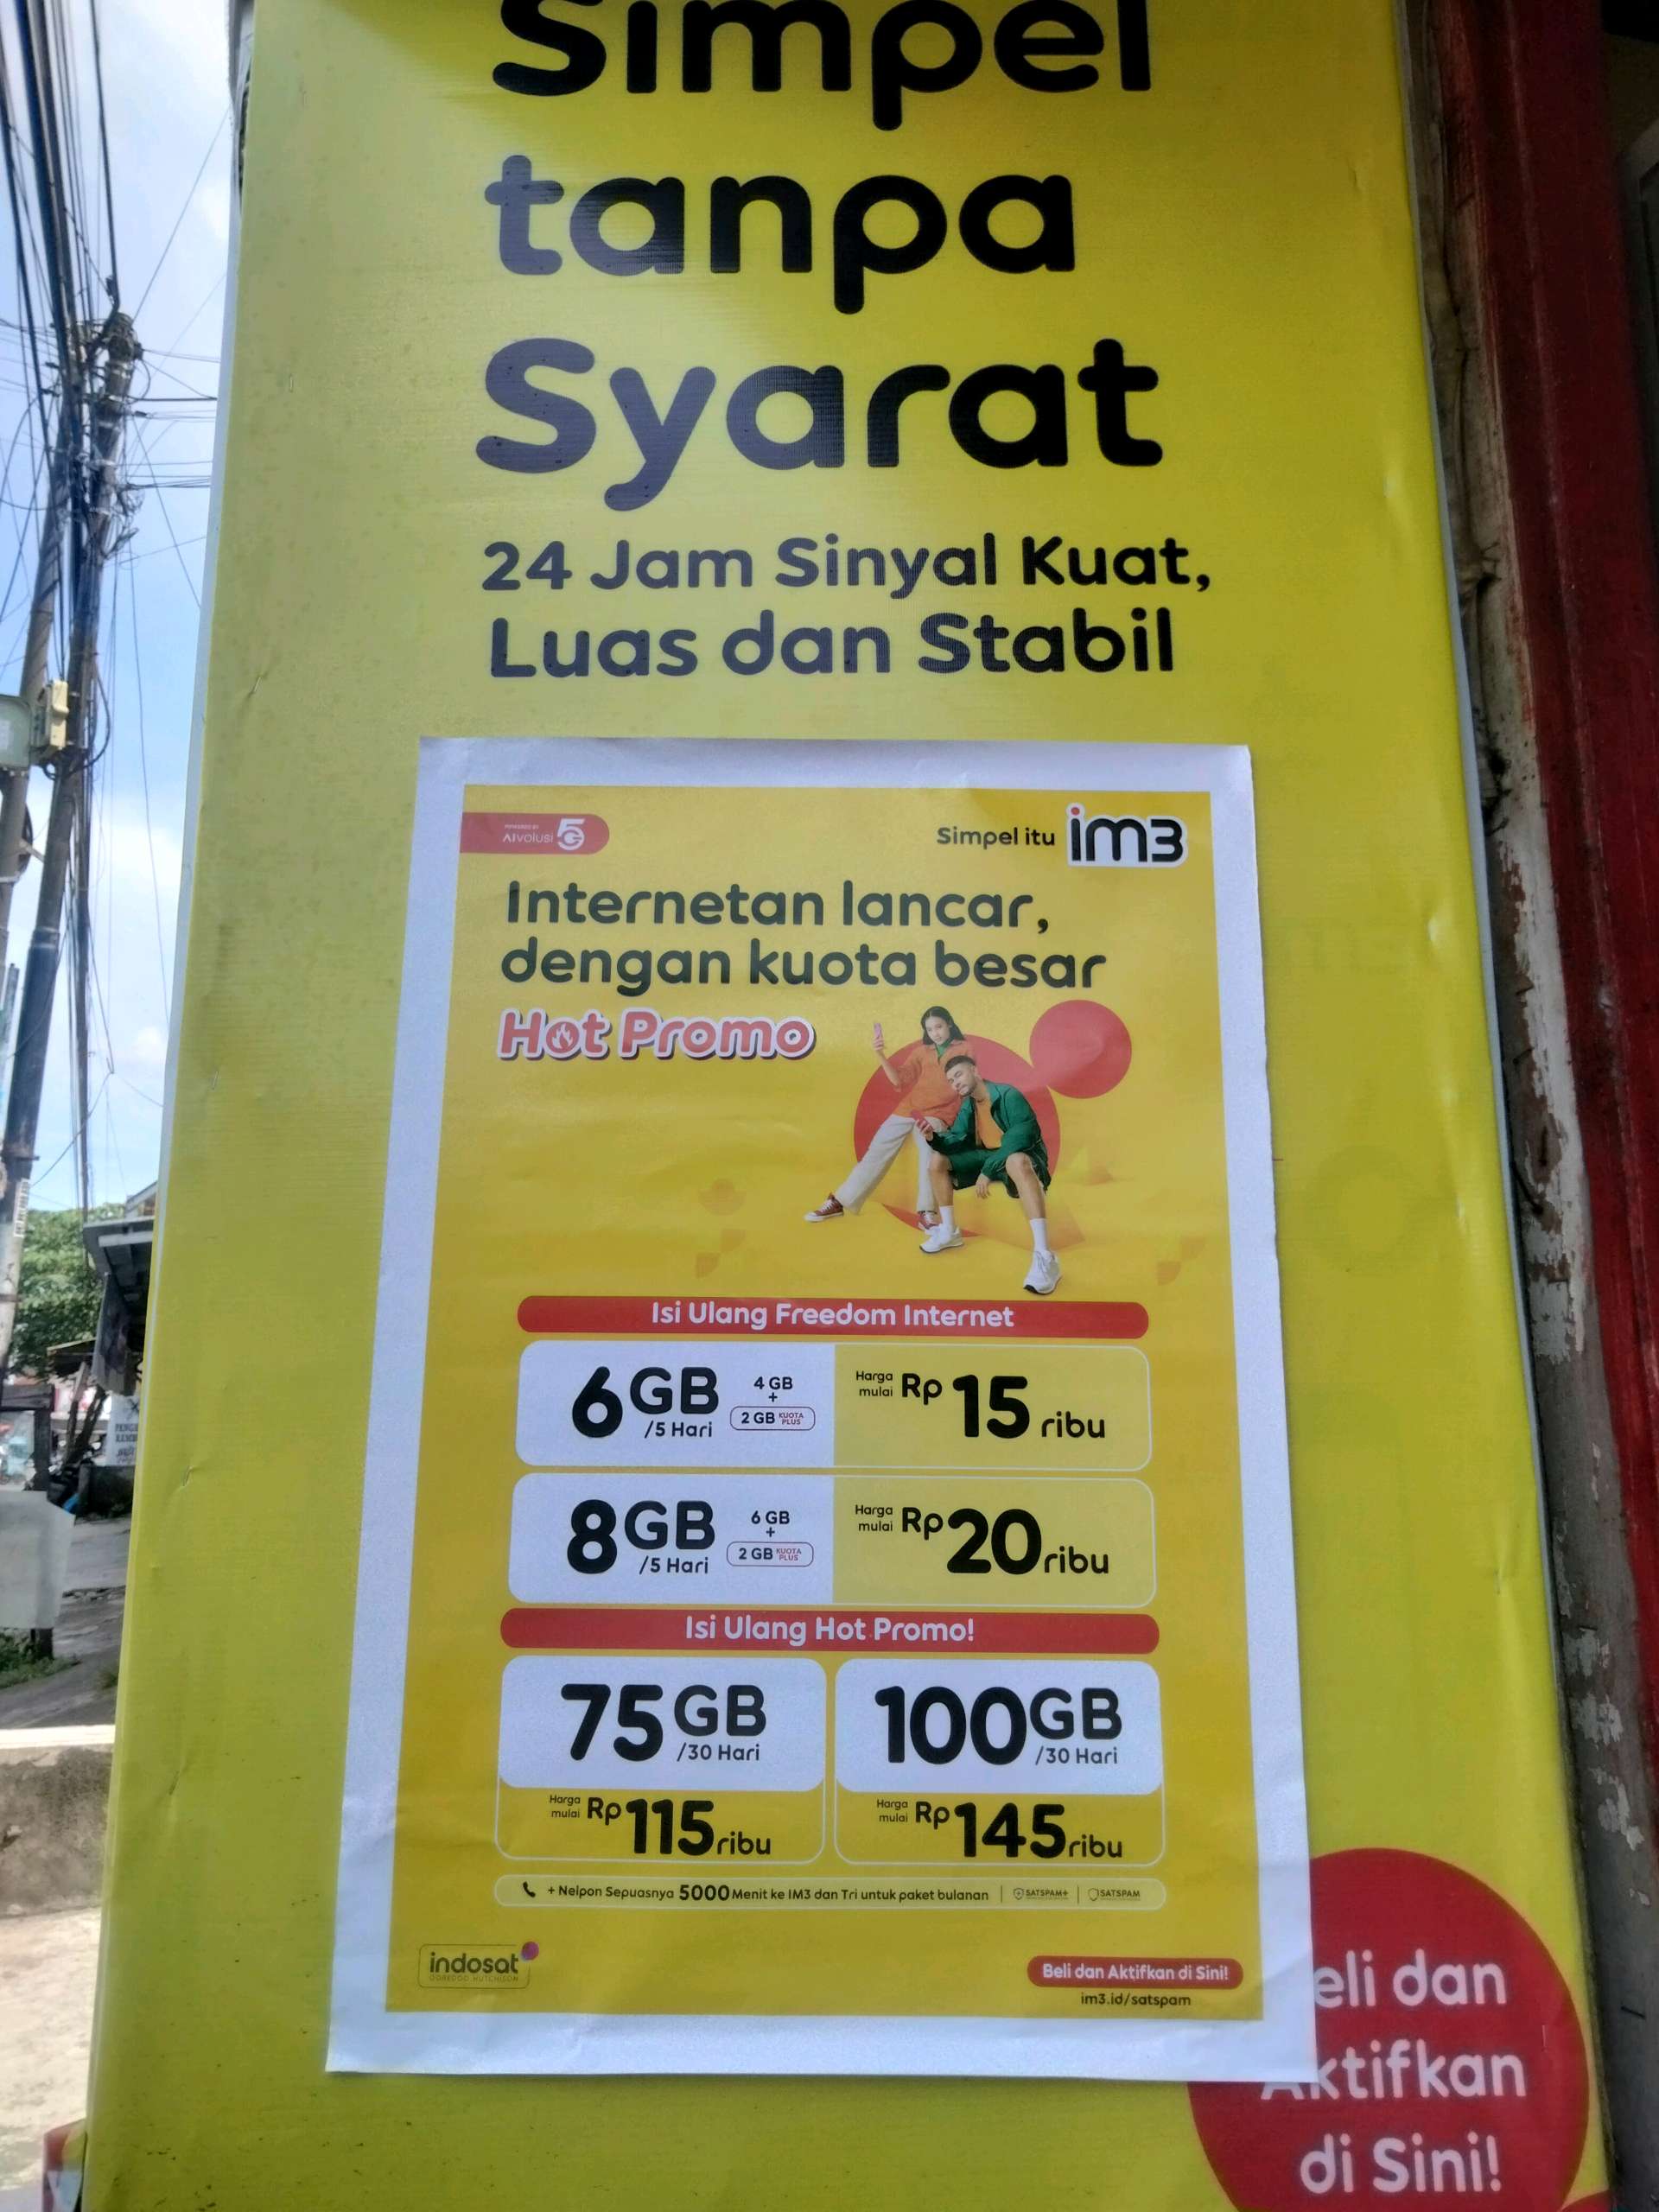 Simpel
tanpa
Syarat
24 Jam Sinyal Kuat,
Luas dan Stabil
POWERED BY
AIvolusi 5G
Simpel itu im3
Internetan lancar,
dengan kuota besar
Hot Promo
Isi Ulang Freedom Internet
6GB
/5 Hari
4 GB
+
2 GB KUOTA PLUS
Harga mulai Rp 15 ribu
8GB
/5 Hari
6 GB
+
2 GB KUOTA PLUS
Harga mulai Rp 20 ribu
Isi Ulang Hot Promo!
75GB
/30 Hari
Harga mulai Rp 115 ribu
100GB
/30 Hari
Harga mulai Rp 145 ribu
+ Nelpon Sepuasnya 5000 Menit ke IM3 dan Tri untuk paket bulanan | SATSPAM+ | SATSPAM
indosat
OOREDOO HUTCHISON
Beli dan Aktifkan di Sini!
im3.id/satspam
eli dan
ktifkan
di Sini!